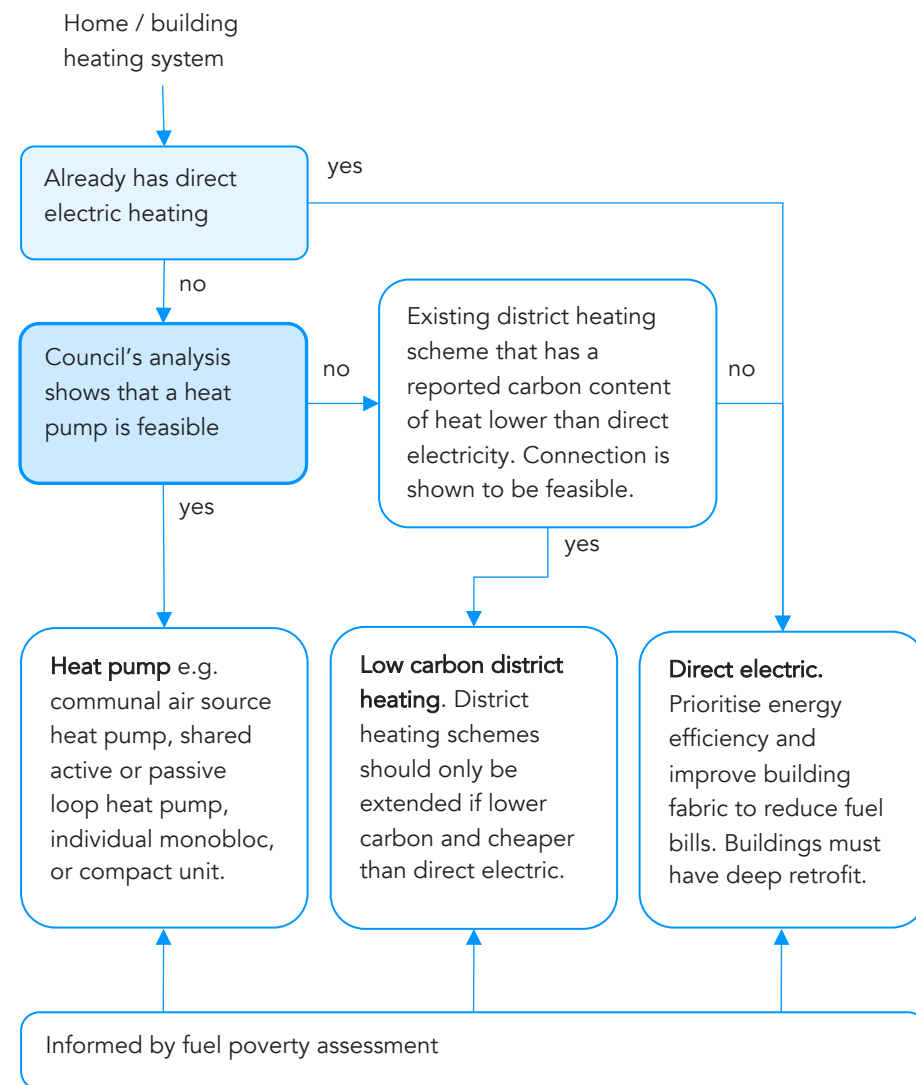 Home / building
heating system
Already has direct
electric heating
yes
no
Council's analysis
shows that a heat
pump is feasible
no
Existing district heating
scheme that has a
reported carbon content
of heat lower than direct
electricity. Connection is
shown to be feasible.
no
yes
yes
Heat pump e.g.
communal air source
heat pump, shared
active or passive
loop heat pump,
individual monobloc,
or compact unit.
Low carbon district
heating. District
heating schemes
should only be
extended if lower
carbon and cheaper
than direct electric.
Direct electric.
Prioritise energy
efficiency and
improve building
fabric to reduce fuel
bills. Buildings must
have deep retrofit.
Informed by fuel poverty assessment